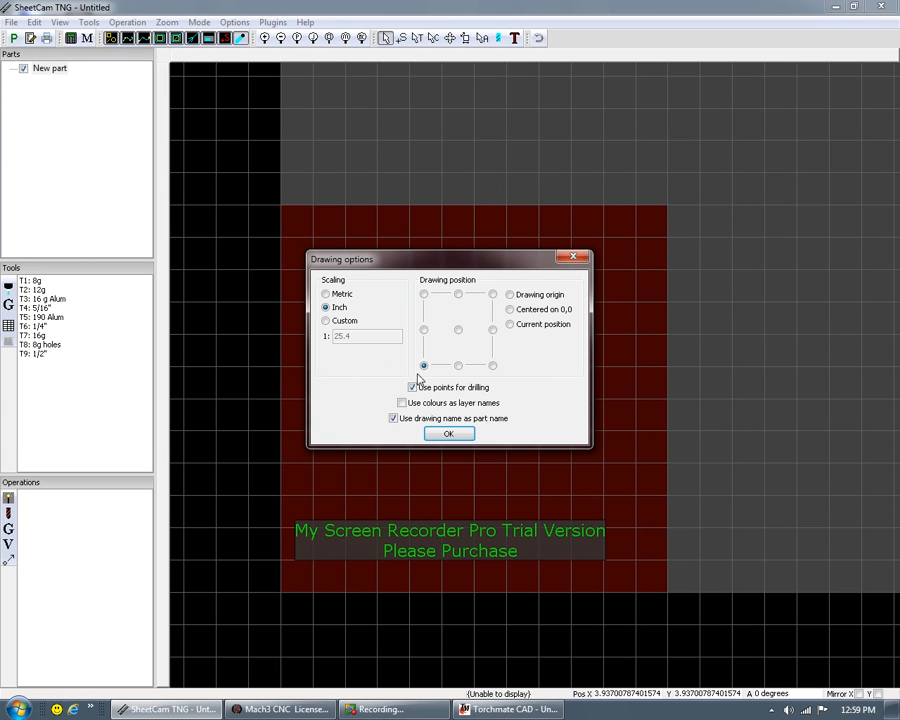 SheetCam TNG - Untitled
File Edit View Tools Operation Zoom Mode Options Plugins Help
Parts
New part
Tools
T1: 8g
T2: 12g
T3: 16 g Alum
T4: 5/16"
T5: 190 Alum
T6: 1/4"
T7: 16g
T8: 8g holes
T9: 1/2"
Operations
Drawing options
Scaling
Metric
Inch
Custom
1: 25.4
Drawing position
Drawing origin
Centered on 0,0
Current position
Use points for drilling
Use colours as layer names
Use drawing name as part name
OK
My Screen Recorder Pro Trial Version
Please Purchase
(Unable to display) Pos X 3.93700787401574 Y 3.93700787401574 A 0 degrees Mirror X Y
SheetCam TNG - Unt... Mach3 CNC License... Recording... Torchmate CAD - Un... 12:59 PM